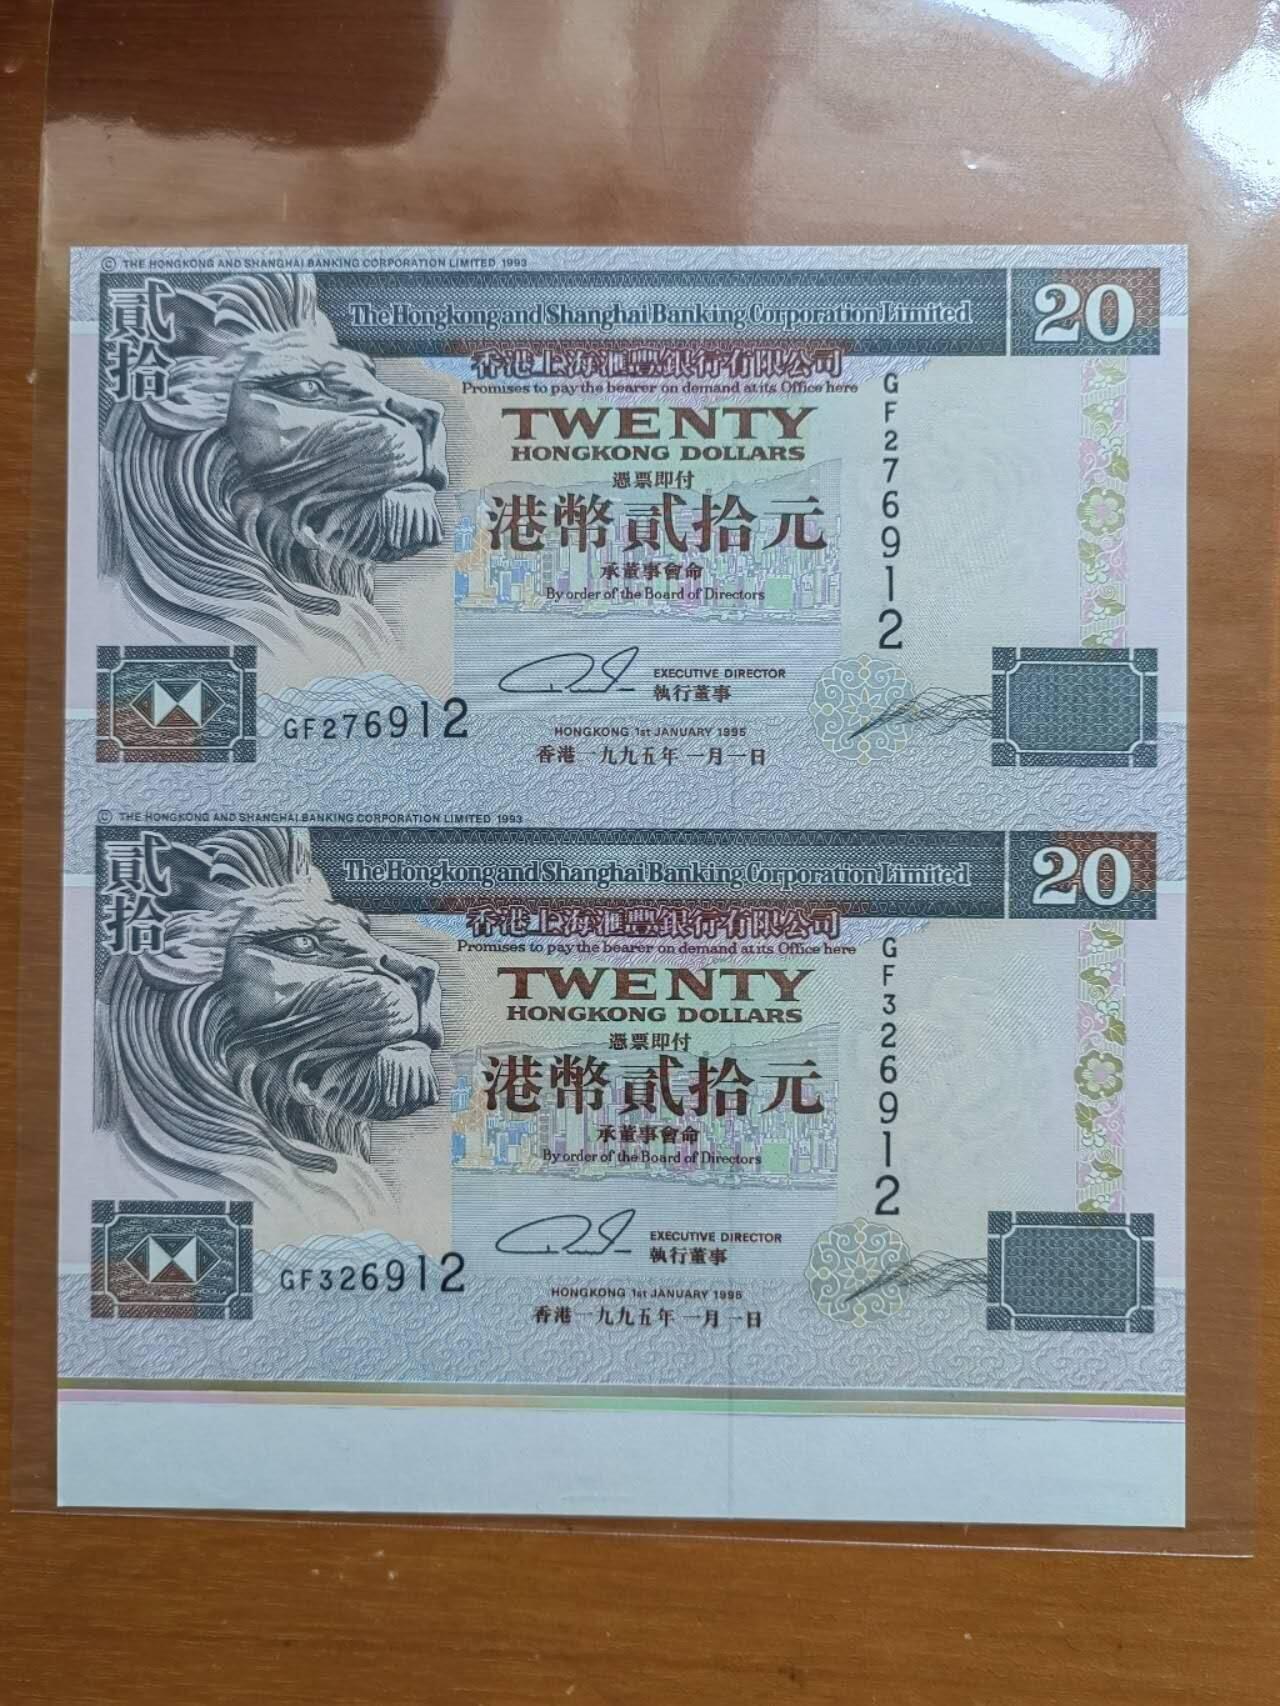 © THE HONGKONG AND SHANGHAI BANKING CORPORATION LIMITED 1993
貳拾
The Hongkong and Shanghai Banking Corporation Limited
20
香港上海滙豐銀行有限公司
Promises to pay the bearer on demand at its Office here
TWENTY
HONGKONG DOLLARS
憑票即付
港幣貳拾元
承董事會命
By order of the Board of Directors
GF276912
EXECUTIVE DIRECTOR
執行董事
GF276912
HONGKONG 1st JANUARY 1995
香港一九九五年一月一日
© THE HONGKONG AND SHANGHAI BANKING CORPORATION LIMITED 1993
貳拾
The Hongkong and Shanghai Banking Corporation Limited
20
香港上海滙豐銀行有限公司
Promises to pay the bearer on demand at its Office here
TWENTY
HONGKONG DOLLARS
憑票即付
港幣貳拾元
承董事會命
By order of the Board of Directors
GF326912
EXECUTIVE DIRECTOR
執行董事
GF326912
HONGKONG 1st JANUARY 1995
香港一九九五年一月一日